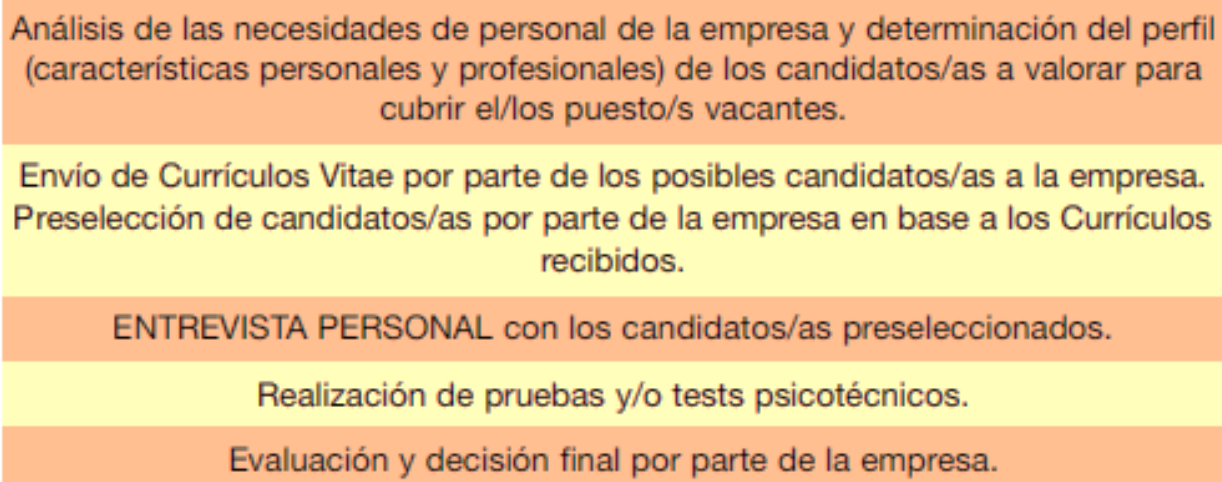 Análisis de las necesidades de personal de la empresa y determinación del perfil
(características personales y profesionales) de los candidatos/as a valorar para
cubrir el/los puesto/s vacantes.
Envío de Currículos Vitae por parte de los posibles candidatos/as a la empresa.
Preselección de candidatos/as por parte de la empresa en base a los Currículos
recibidos.
ENTREVISTA PERSONAL con los candidatos/as preseleccionados.
Realización de pruebas y/o tests psicotécnicos.
Evaluación y decisión final por parte de la empresa.